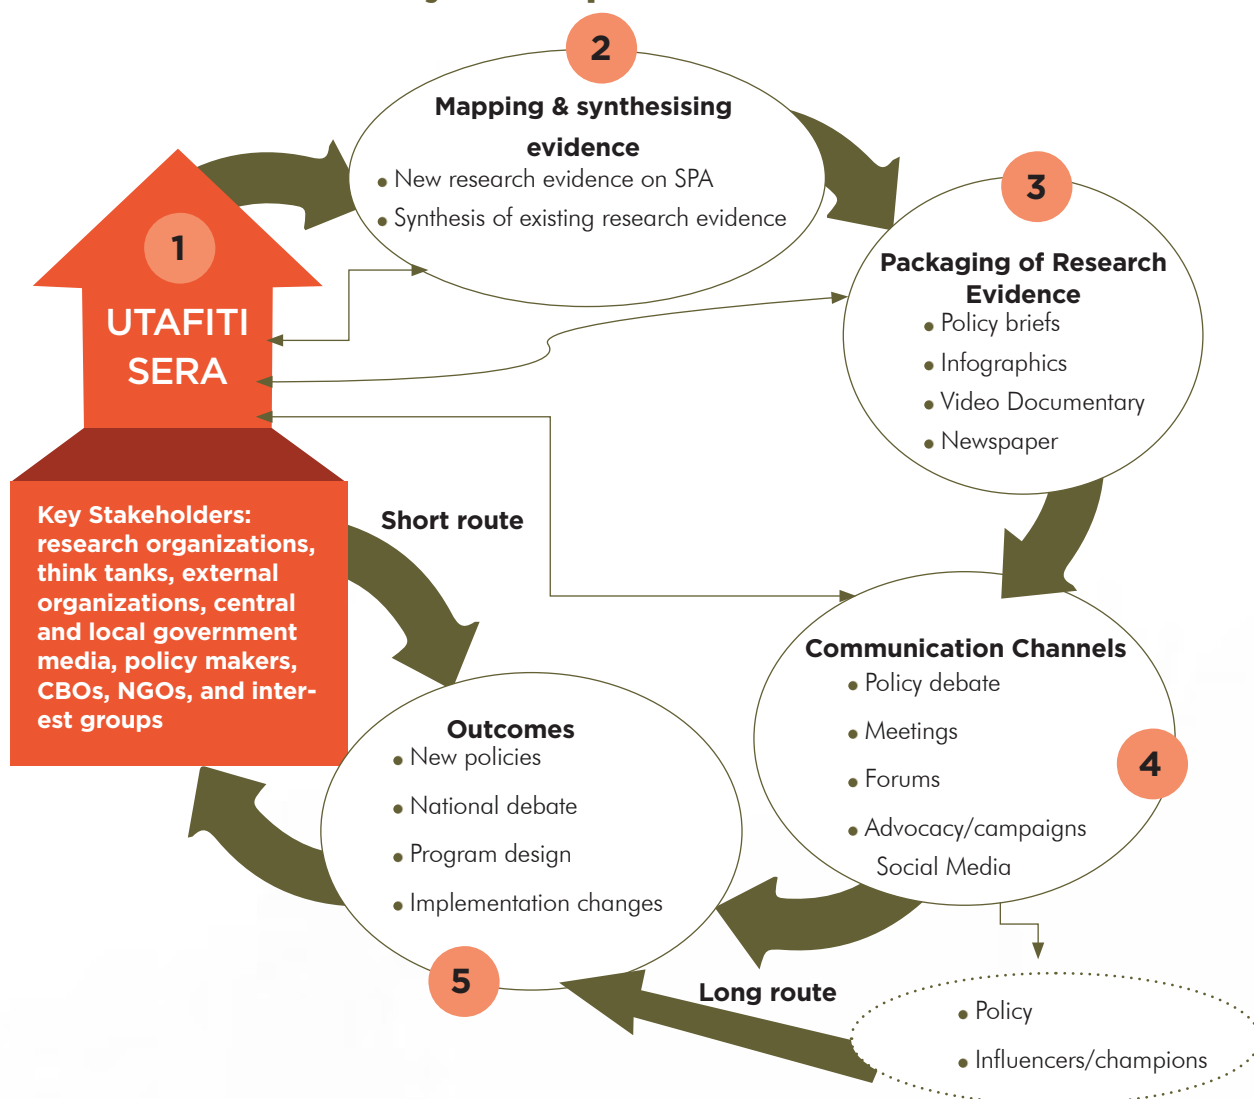 2
Mapping & synthesising
evidence
• New research evidence on SPA
• Synthesis of existing research evidence
3
Packaging of Research
Evidence
• Policy briefs
• Infographics
• Video Documentary
• Newspaper
1
UTAFITI
SERA
Key Stakeholders:
research organizations,
think tanks, external
organizations, central
and local government
media, policy makers,
CBOs, NGOs, and inter-
est groups
Short route
Communication Channels
• Policy debate
• Meetings
• Forums
• Advocacy/campaigns
Social Media
4
Outcomes
• New policies
• National debate
• Program design
• Implementation changes
5
Long route
• Policy
• Influencers/champions